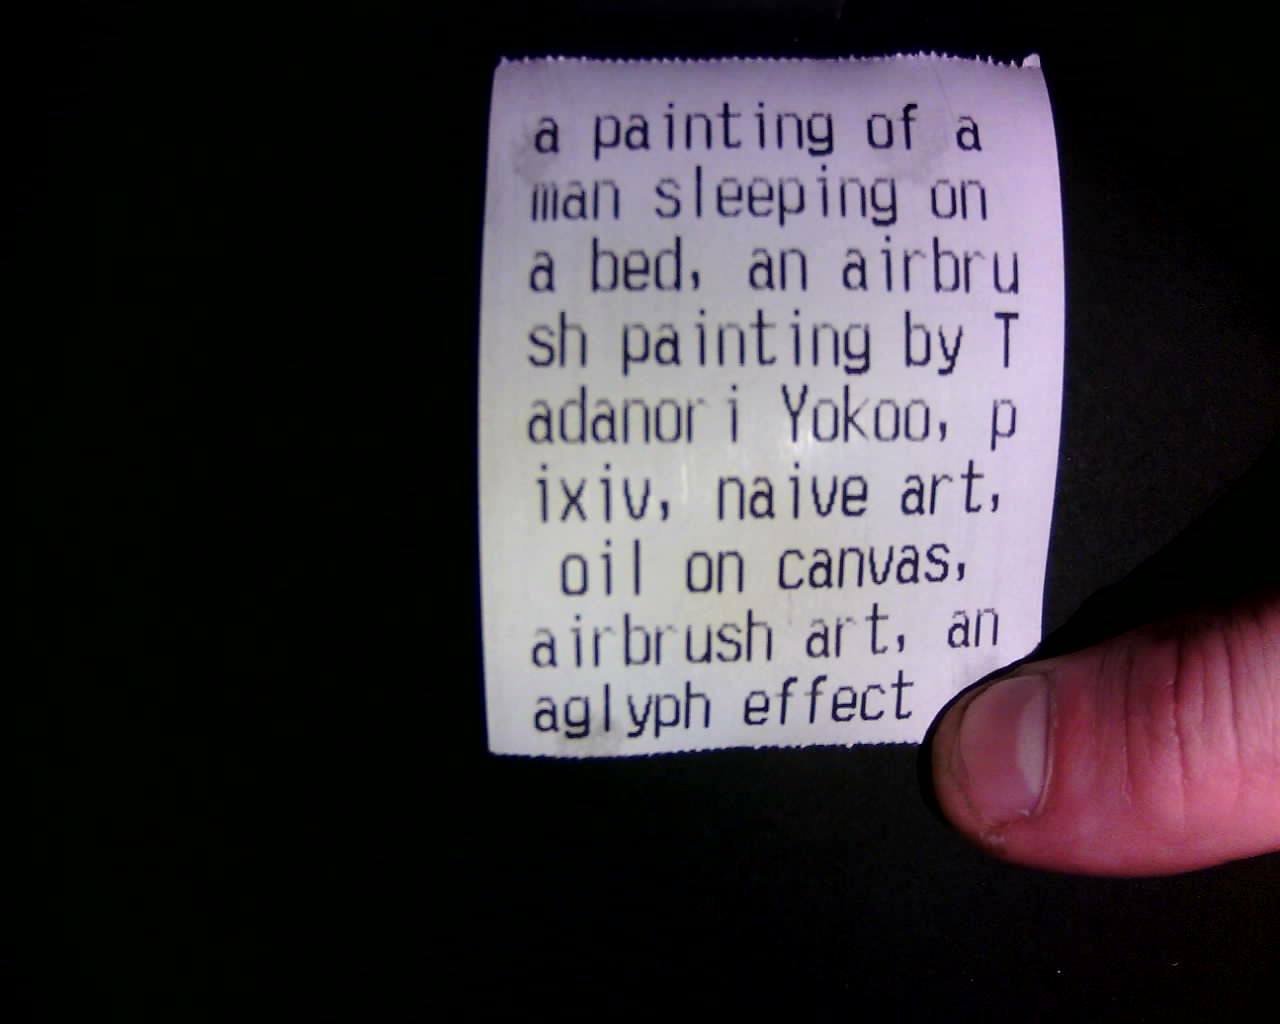 a painting of a
man sleeping on
a bed, an airbru
sh painting by T
adanori Yokoo, p
ixiv, naive art,
oil on canvas,
airbrush art, an
aglyph effect